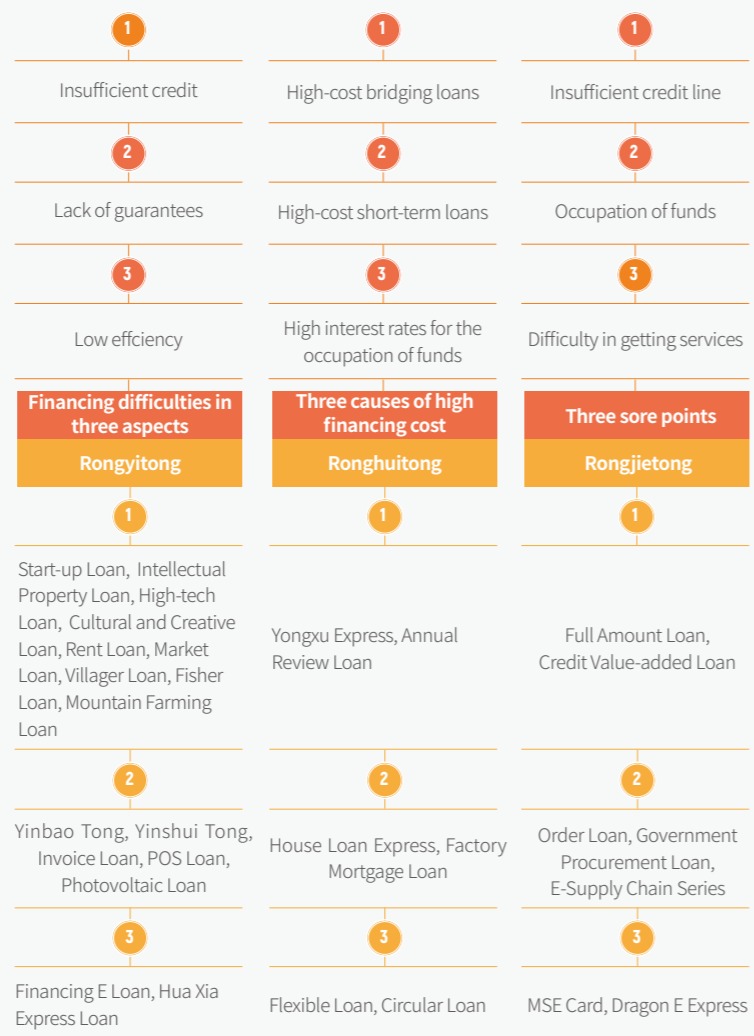 1
Insufficient credit
2
Lack of guarantees
3
Low effciency
Financing difficulties in
three aspects
Rongyitong
1
Start-up Loan, Intellectual
Property Loan, High-tech
Loan, Cultural and Creative
Loan, Rent Loan, Market
Loan, Villager Loan, Fisher
Loan, Mountain Farming
Loan
2
Yinbao Tong, Yinshui Tong,
Invoice Loan, POS Loan,
Photovoltaic Loan
3
Financing E Loan, Hua Xia
Express Loan
1
High-cost bridging loans
2
High-cost short-term loans
3
High interest rates for the
occupation of funds
Three causes of high
financing cost
Ronghuitong
1
Yongxu Express, Annual
Review Loan
2
House Loan Express, Factory
Mortgage Loan
3
Flexible Loan, Circular Loan
1
Insufficient credit line
2
Occupation of funds
3
Difficulty in getting services
Three sore points
Rongjietong
1
Full Amount Loan,
Credit Value-added Loan
2
Order Loan, Government
Procurement Loan,
E-Supply Chain Series
3
MSE Card, Dragon E Express